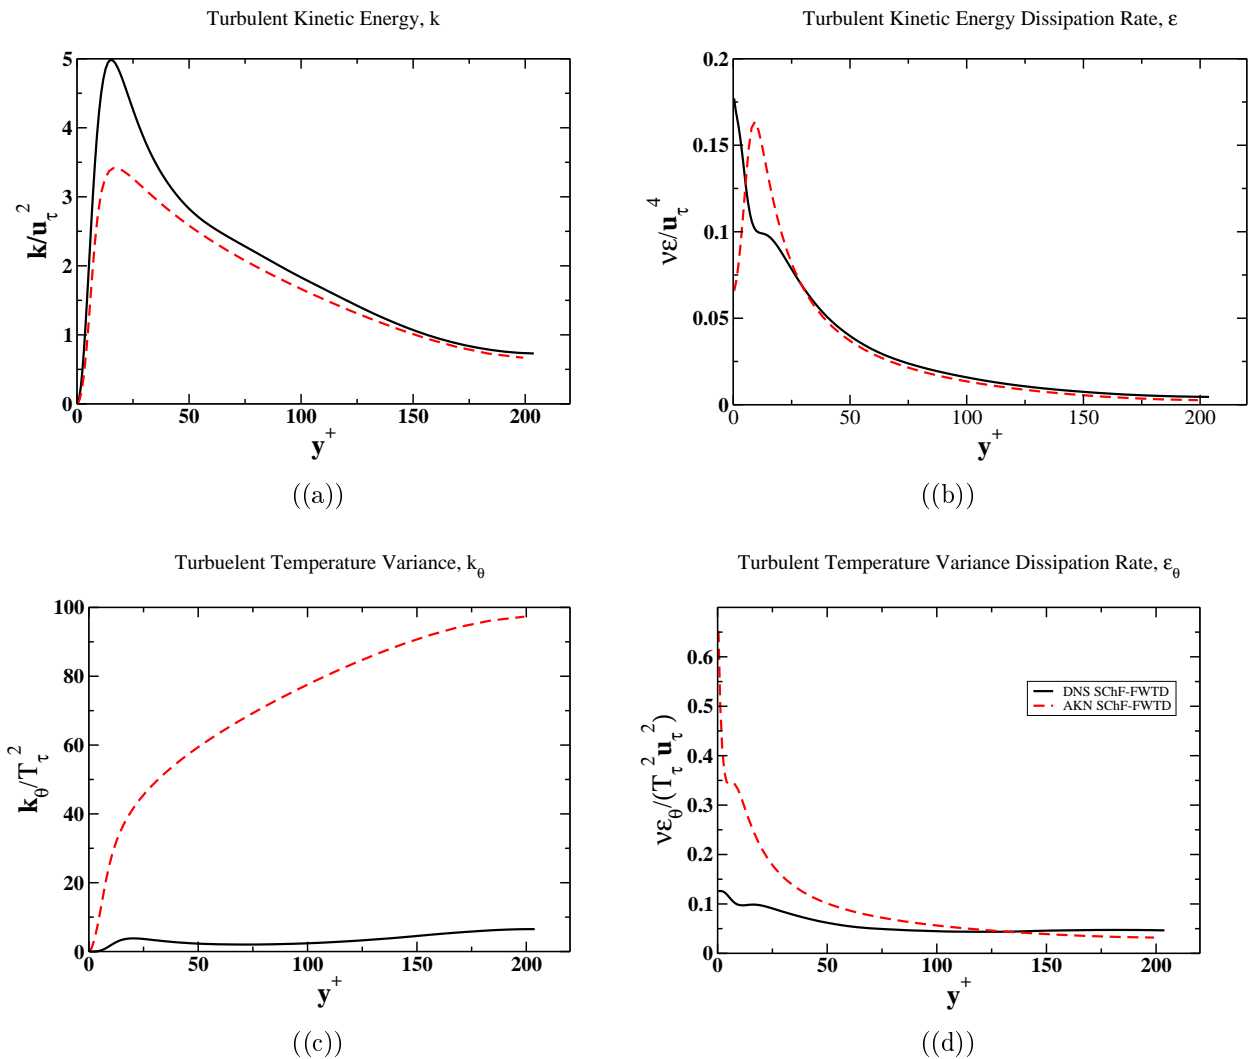 Turbulent Kinetic Energy, k
5
4
3
2
1
0
k/u_τ^2
0 50 100 150 200
y^+
((a))
Turbulent Kinetic Energy Dissipation Rate, ε
0.2
0.15
0.1
0.05
0
νε/u_τ^4
0 50 100 150 200
y^+
((b))
Turbuelent Temperature Variance, k_θ
100
80
60
40
20
0
k_θ/T_τ^2
0 50 100 150 200
y^+
((c))
Turbulent Temperature Variance Dissipation Rate, ε_θ
0.6
0.5
0.4
0.3
0.2
0.1
0
νε_θ/(T_τ^2 u_τ^2)
DNS SChF-FWTD
AKN SChF-FWTD
0 50 100 150 200
y^+
((d))